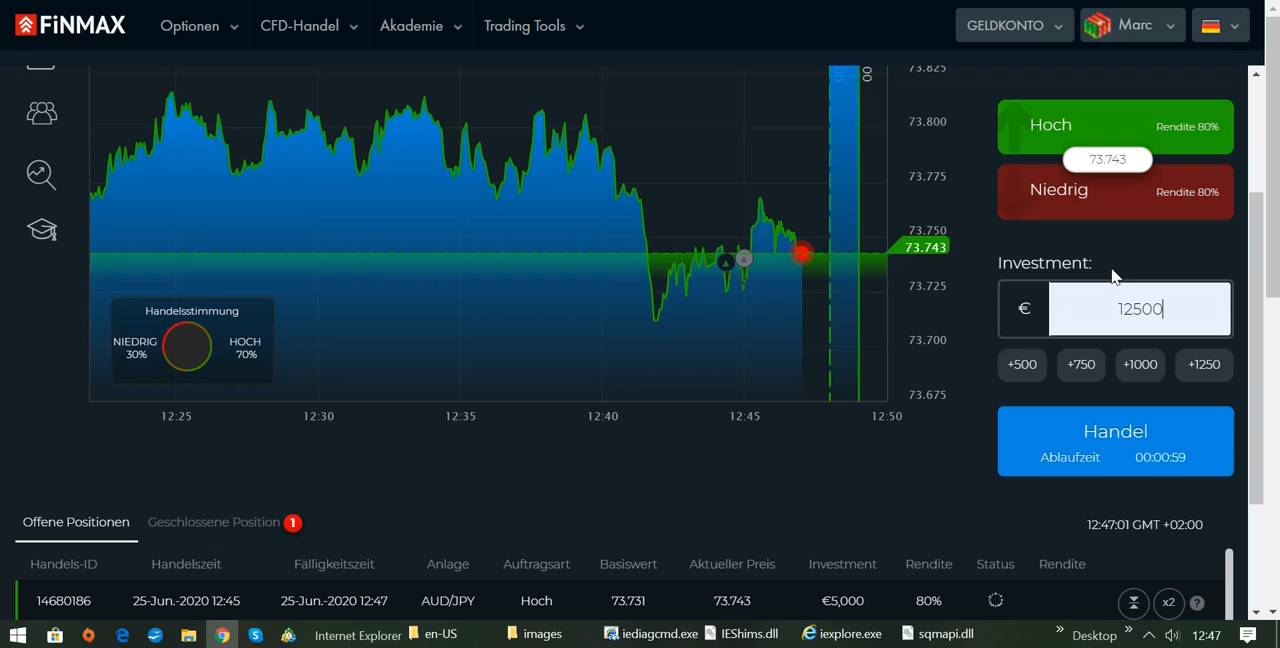 FiNMAX Optionen CFD-Handel Akademie Trading Tools GELDKONTO Marc
73.825
00
73.800
Hoch Rendite 80%
73.743
73.775
Niedrig Rendite 80%
73.750
73.743
Investment:
73.725
€ 12500
Handelsstimmung
NIEDRIG HOCH
30% 70%
73.700
+500 +750 +1000 +1250
73.675
12:25 12:30 12:35 12:40 12:45 12:50
Handel
Ablaufzeit 00:00:59
Offene Positionen Geschlossene Position 1 12:47:01 GMT +02:00
Handels-ID Handelszeit Fälligkeitszeit Anlage Auftragsart Basiswert Aktueller Preis Investment Rendite Status Rendite
14680186 25-Jun.-2020 12:45 25-Jun.-2020 12:47 AUD/JPY Hoch 73.731 73.743 €5,000 80% x2 ?
Internet Explorer en-US images iediagcmd.exe IEShims.dll iexplore.exe sqmapi.dll » Desktop » 12:47